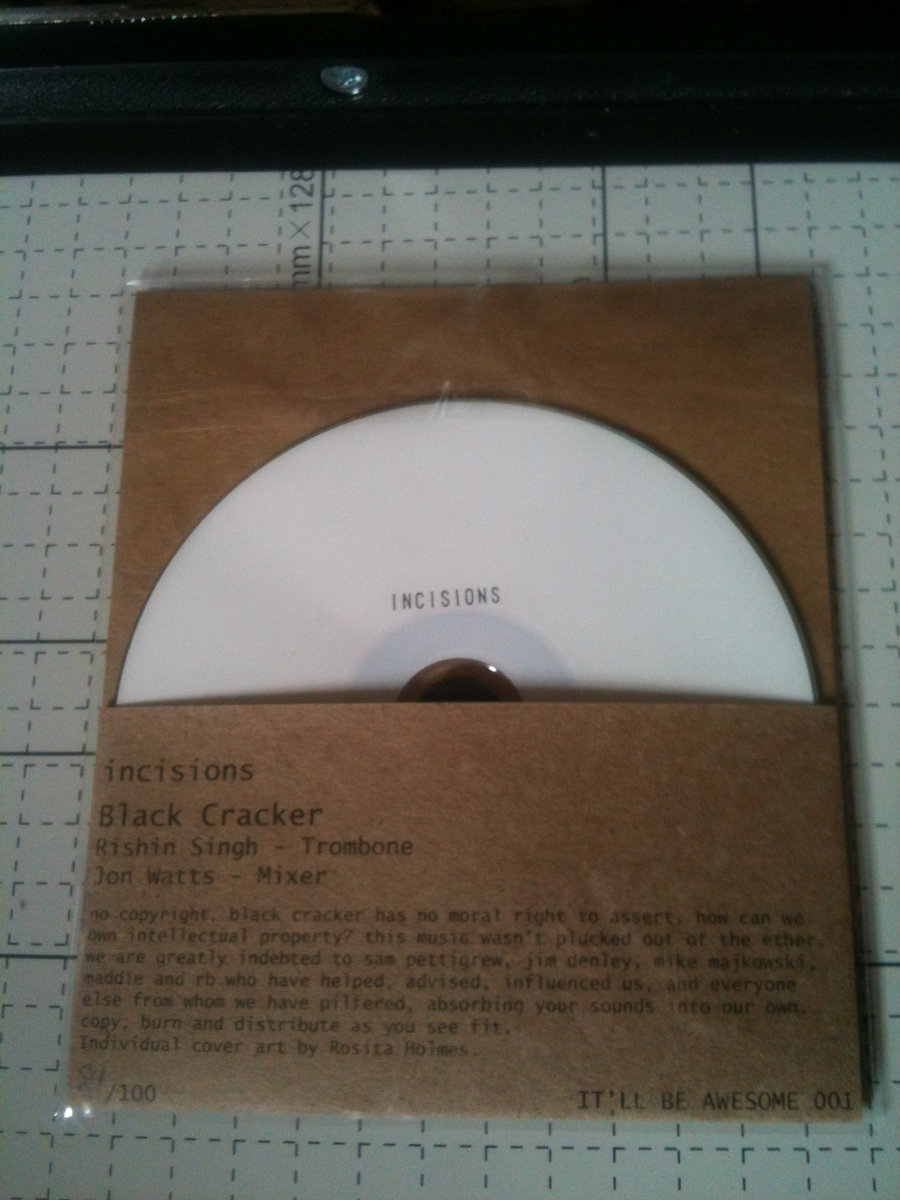 mm×128
INCISIONS
incisions
Black Cracker
Rishin Singh - Trombone
Jon Watts - Mixer
no copyright. black cracker has no moral right to assert. how can we
own intellectual property? this music wasn't plucked out of the ether.
we are greatly indebted to sam pettigrew, jim denley, mike majkowski,
maddie and rb who have helped, advised, influenced us, and everyone
else from whom we have pilfered, absorbing your sounds into our own.
copy, burn and distribute as you see fit.
Individual cover art by Rosita Holmes.
/100
IT'LL BE AWESOME 001